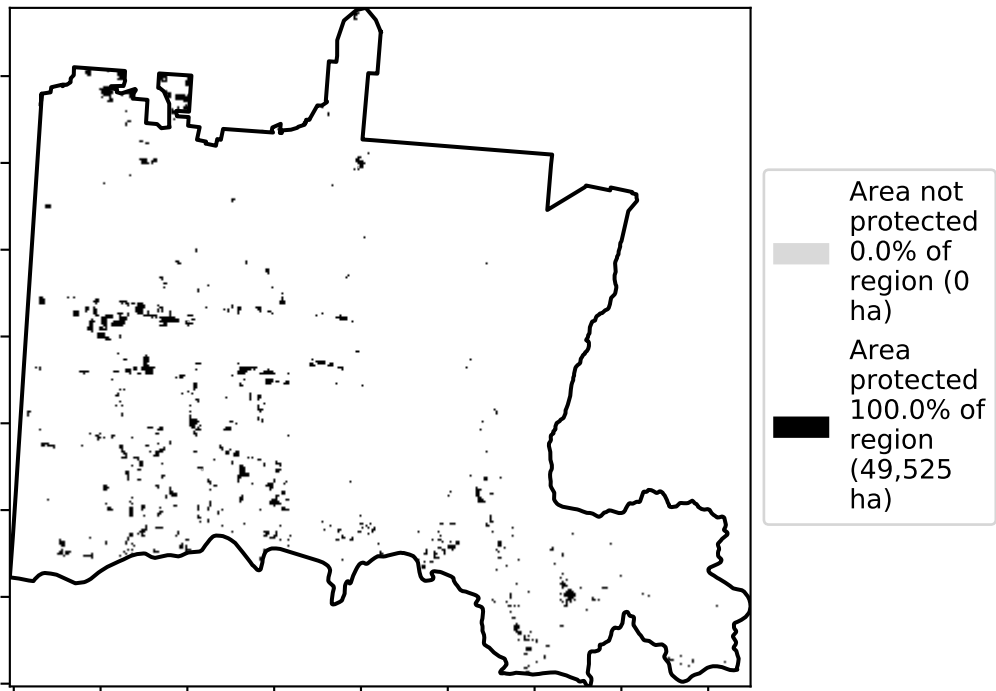 Area not
protected
0.0% of
region (0
ha)
Area
protected
100.0% of
region
(49,525
ha)